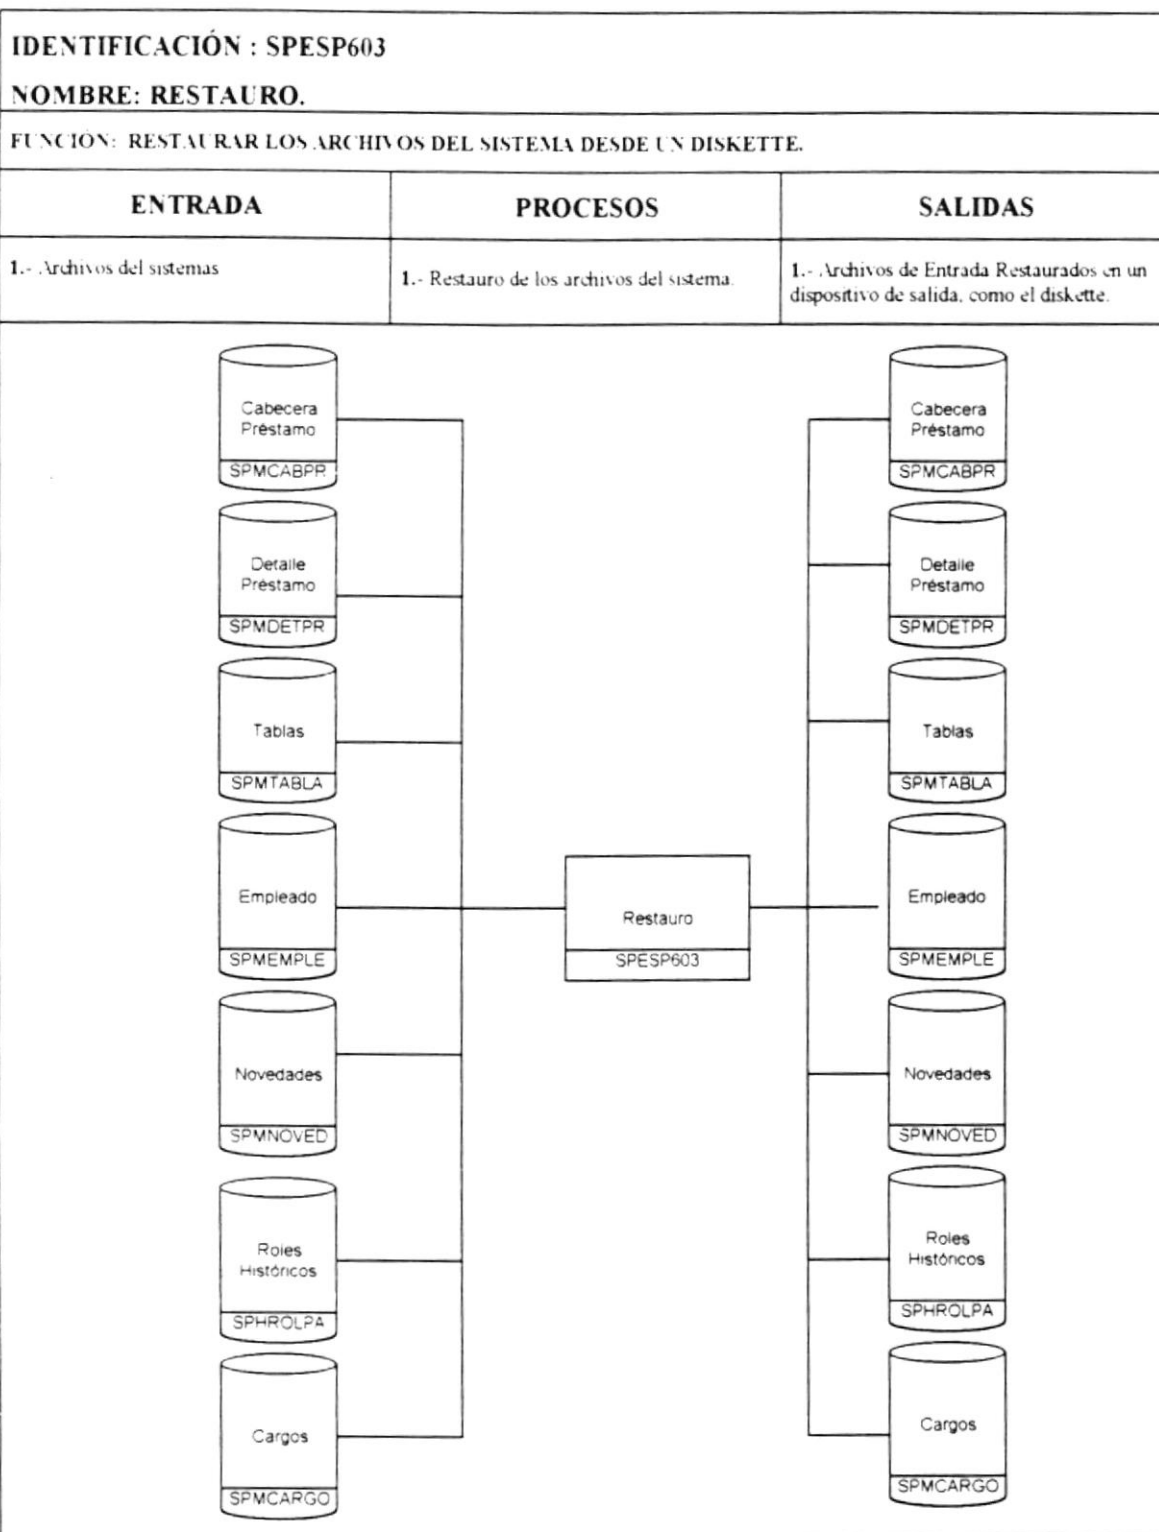 IDENTIFICACIÓN : SPESP603
NOMBRE: RESTAURO.
FUNCIÓN: RESTAURAR LOS ARCHIVOS DEL SISTEMA DESDE UN DISKETTE.
ENTRADA
PROCESOS
SALIDAS
1.- Archivos del sistemas
1.- Restauro de los archivos del sistema.
1.- Archivos de Entrada Restaurados en un
dispositivo de salida, como el diskette.
Cabecera
Préstamo
SPMCABPR
Detalle
Préstamo
SPMDETPR
Tablas
SPMTABLA
Empleado
SPMEMPLE
Novedades
SPMNOVED
Roles
Históricos
SPHROLPA
Cargos
SPMCARGO
Restauro
SPESP603
Cabecera
Préstamo
SPMCABPR
Detalle
Préstamo
SPMDETPR
Tablas
SPMTABLA
Empleado
SPMEMPLE
Novedades
SPMNOVED
Roles
Históricos
SPHROLPA
Cargos
SPMCARGO